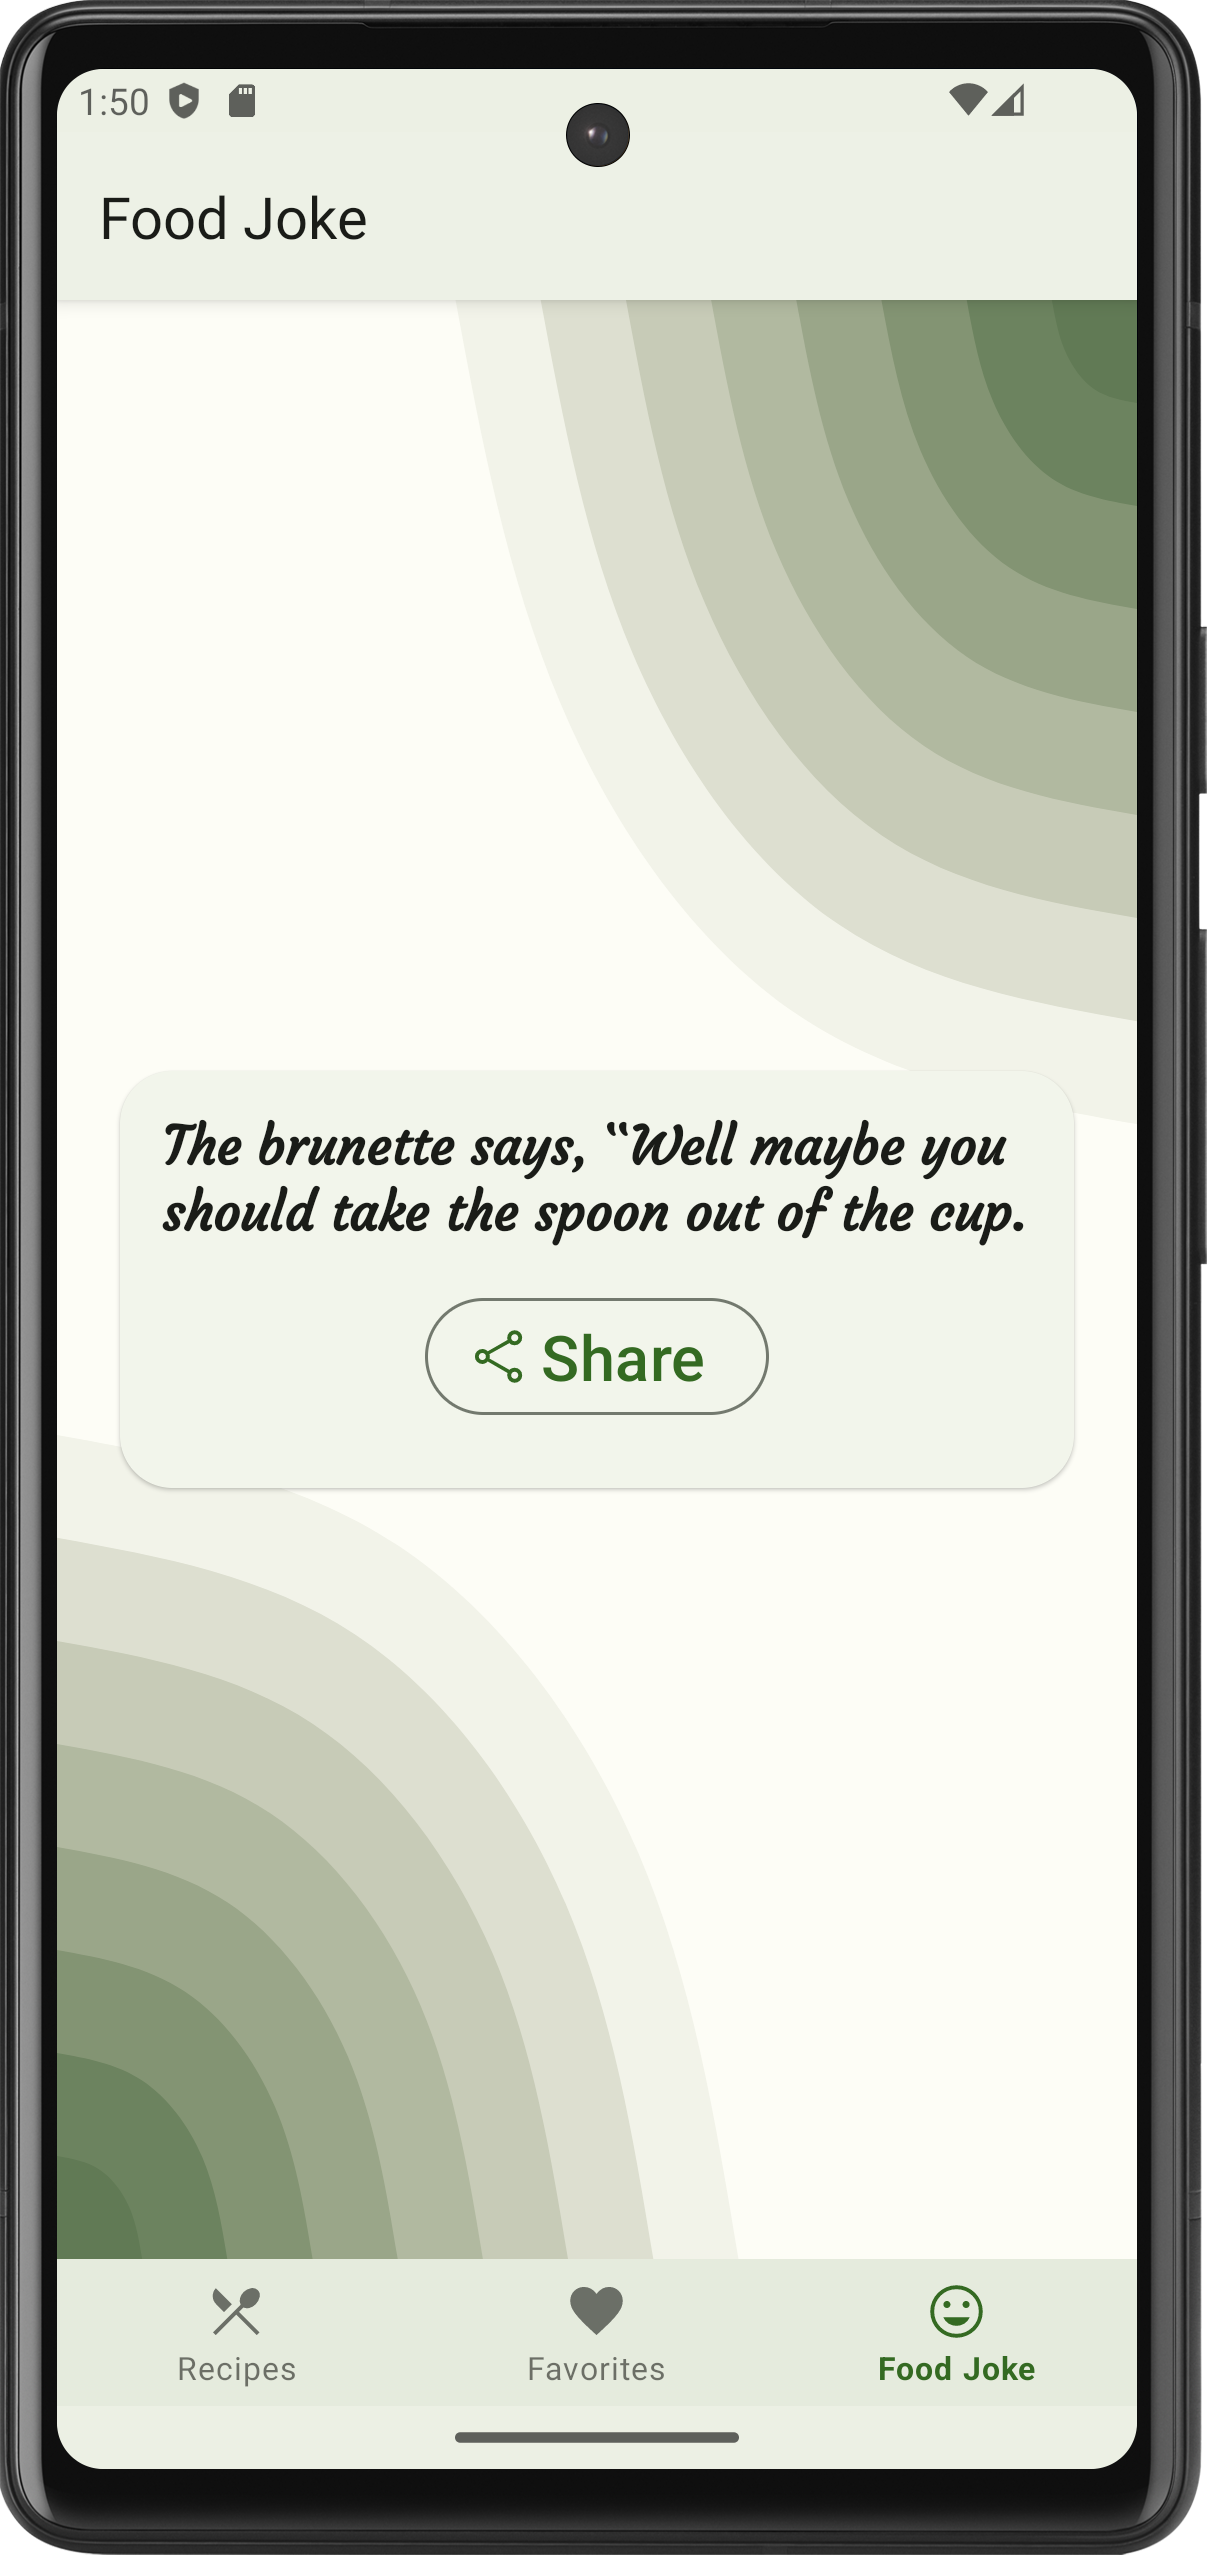 1:50
Food Joke
The brunette says, “Well maybe you
should take the spoon out of the cup.
Share
Recipes
Favorites
Food Joke